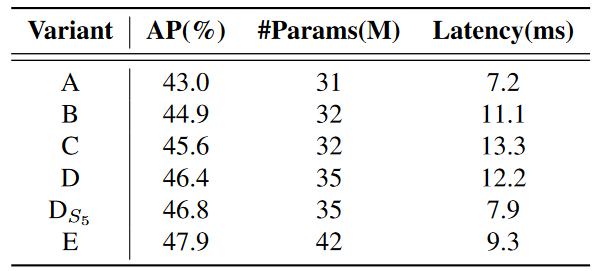 Variant AP(%) #Params(M) Latency(ms)
A 43.0 31 7.2
B 44.9 32 11.1
C 45.6 32 13.3
D 46.4 35 12.2
D_{S_5} 46.8 35 7.9
E 47.9 42 9.3